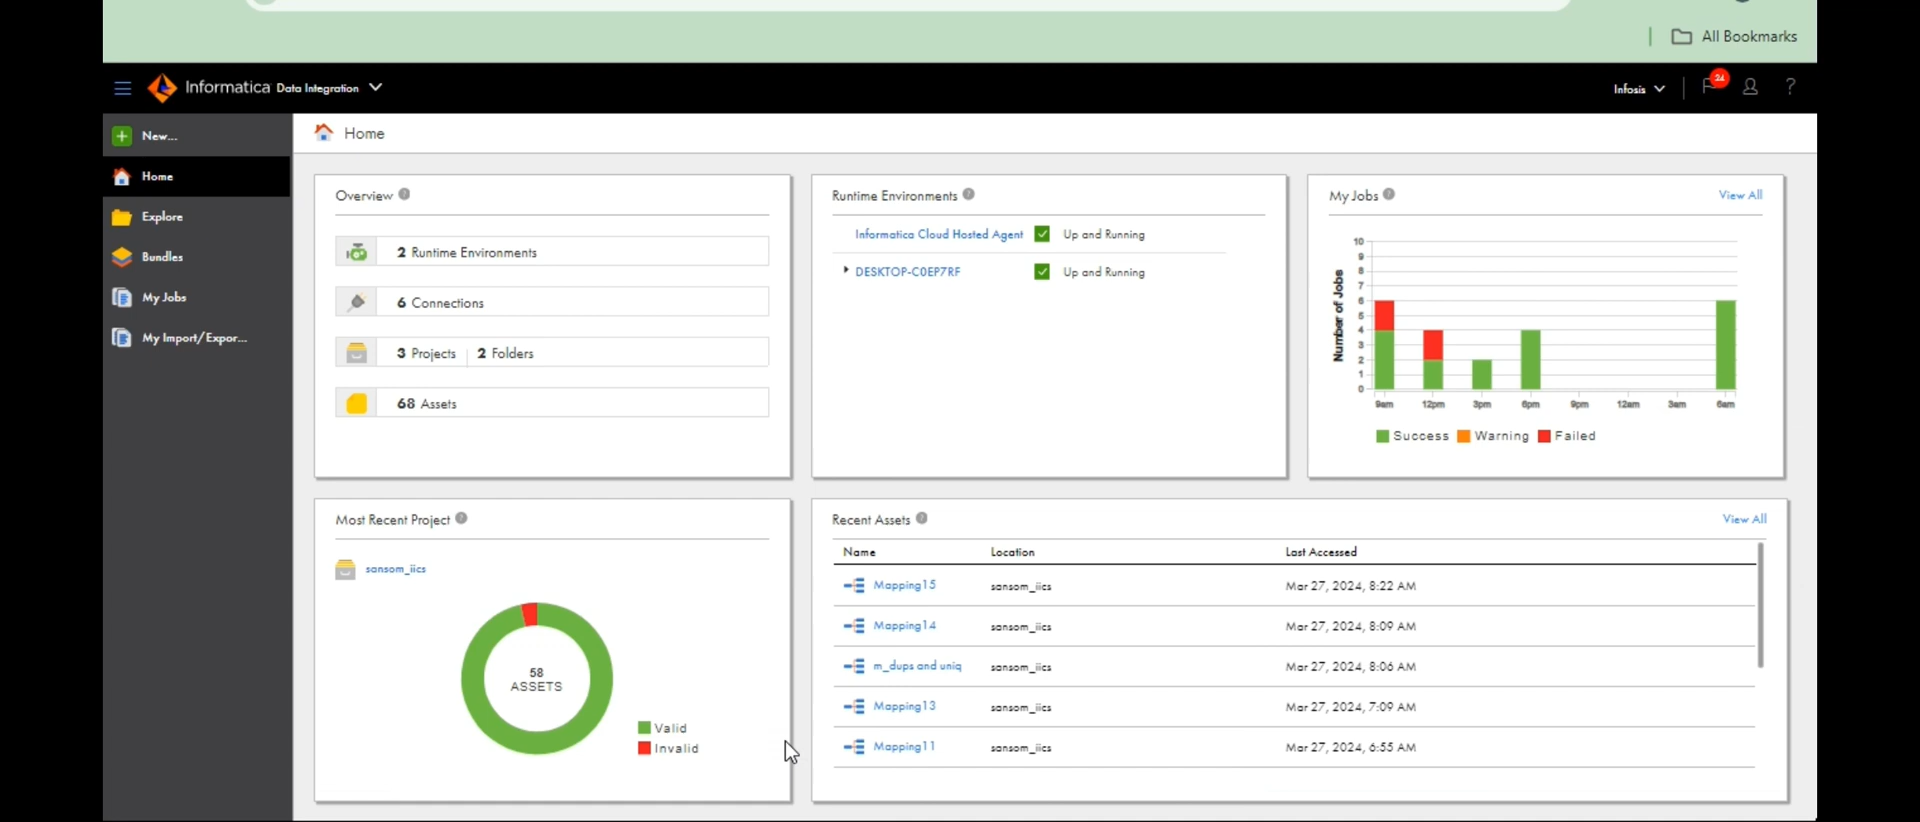 All Bookmarks
Informatica Data Integration
Infosis
24
?
New...
Home
Explore
Bundles
My Jobs
My Import/Expor...
Home
Overview
2 Runtime Environments
6 Connections
3 Projects 2 Folders
68 Assets
Runtime Environments
Informatica Cloud Hosted Agent Up and Running
DESKTOP-C0EP7RF Up and Running
My Jobs View All
Number of Jobs
10
9
8
7
6
5
4
3
2
1
0
9am 12pm 3pm 6pm 9pm 12am 3am 6am
Success Warning Failed
Most Recent Project
sansom_iics
58
ASSETS
Valid
Invalid
Recent Assets View All
Name Location Last Accessed
Mapping15 sansom_iics Mar 27, 2024, 8:22 AM
Mapping14 sansom_iics Mar 27, 2024, 8:09 AM
m_dups and uniq sansom_iics Mar 27, 2024, 8:06 AM
Mapping13 sansom_iics Mar 27, 2024, 7:09 AM
Mapping11 sansom_iics Mar 27, 2024, 6:55 AM